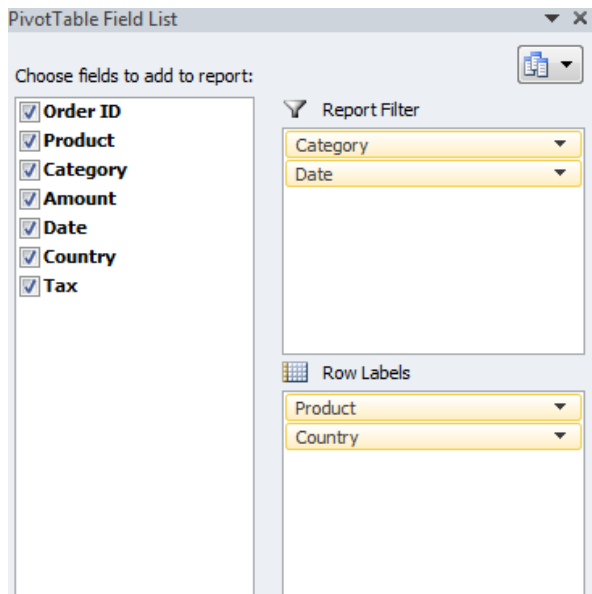 PivotTable Field List
Choose fields to add to report:
Order ID
Product
Category
Amount
Date
Country
Tax
Report Filter
Category
Date
Row Labels
Product
Country